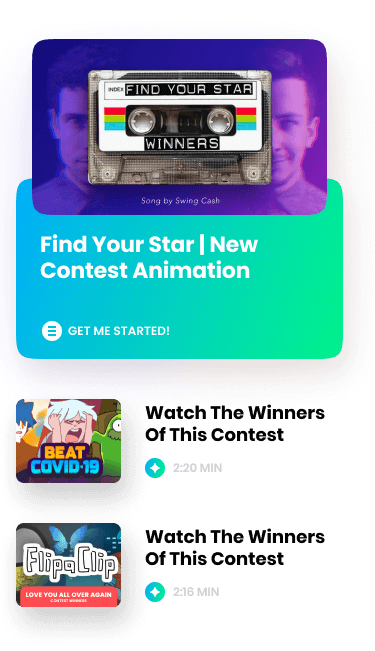 INDEX FIND YOUR STAR
WINNERS
Song by Swing Cash
Find Your Star | New
Contest Animation
GET ME STARTED!
BEAT
COVID-19
Watch The Winners
Of This Contest
2:20 MIN
FlipaClip
LOVE YOU ALL OVER AGAIN
CONTEST WINNERS
Watch The Winners
Of This Contest
2:16 MIN